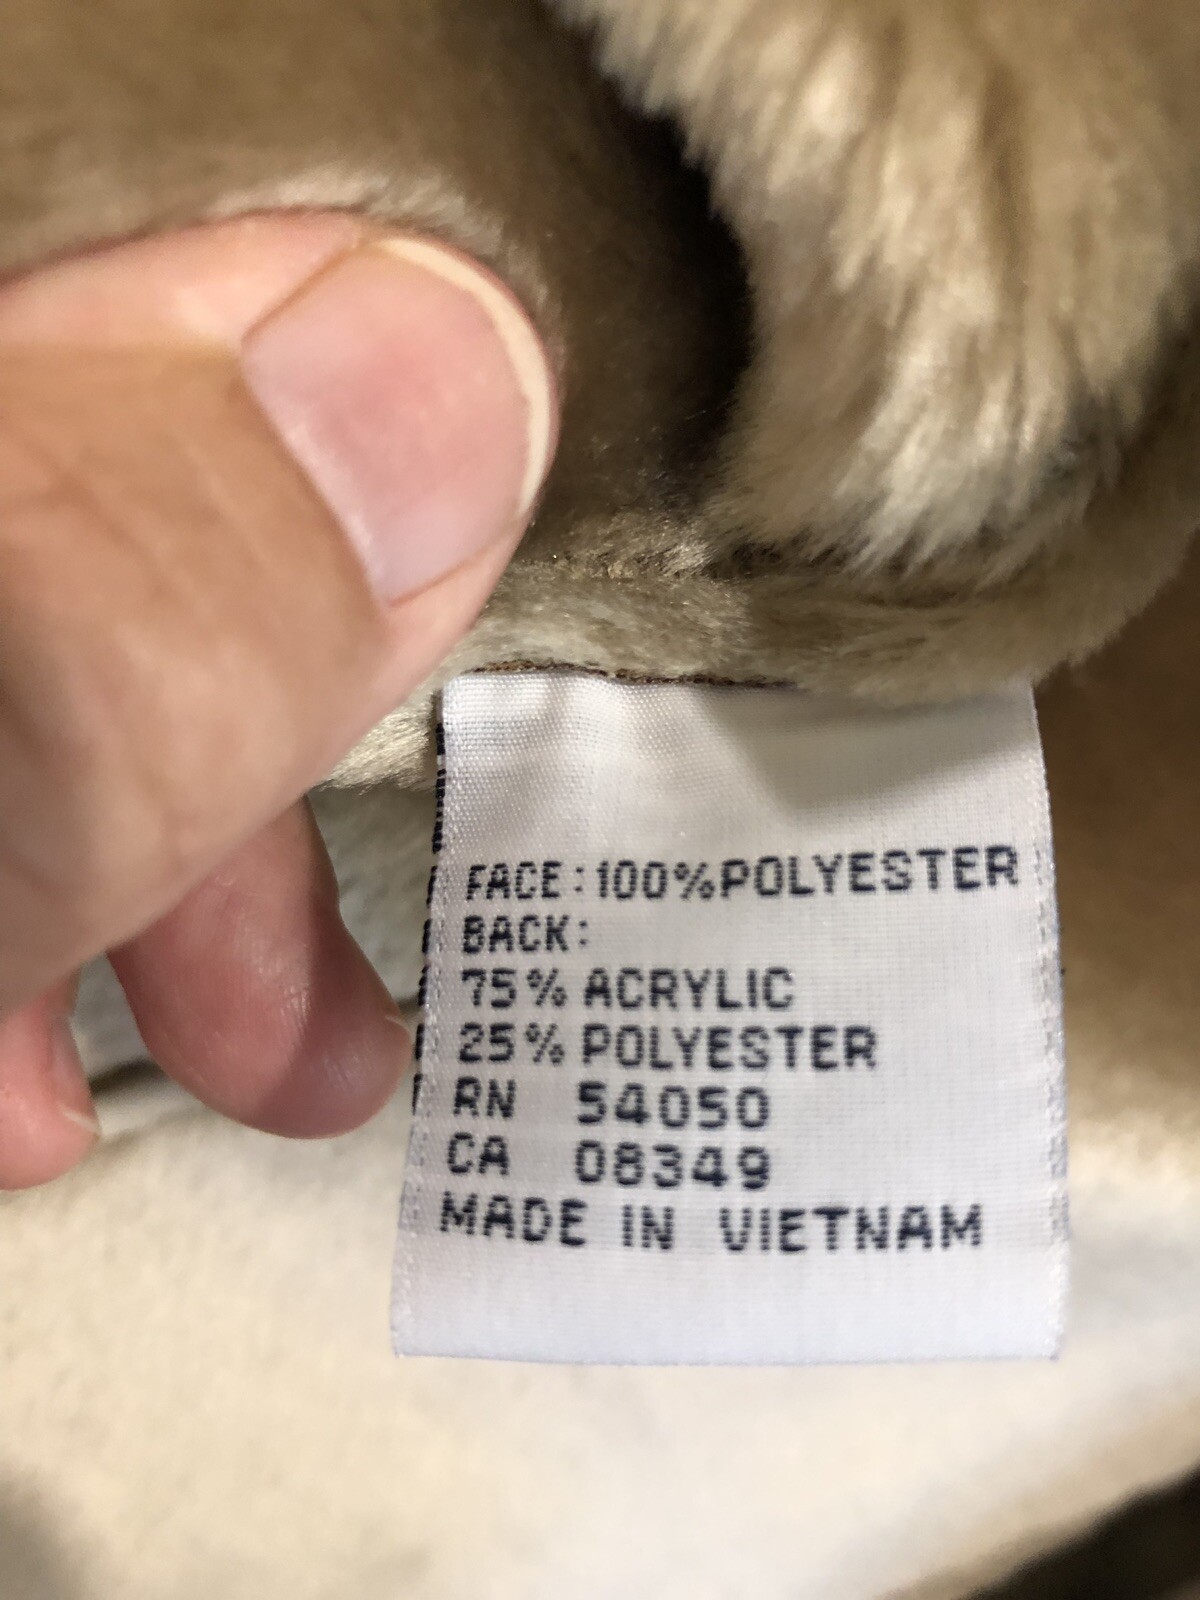 FACE:100%POLYESTER
BACK:
75% ACRYLIC
25% POLYESTER
RN 54050
CA 08349
MADE IN VIETNAM